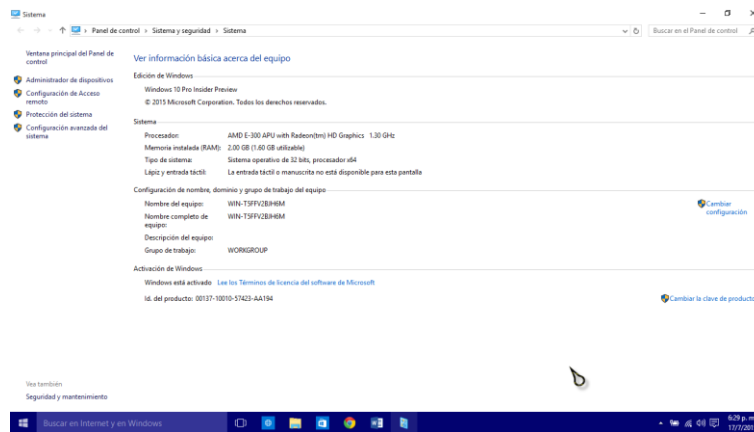 Sistema
Panel de control › Sistema y seguridad › Sistema
Buscar en el Panel de control
Ventana principal del Panel de
control
Administrador de dispositivos
Configuración de Acceso
remoto
Protección del sistema
Configuración avanzada del
sistema
Ver información básica acerca del equipo
Edición de Windows
Windows 10 Pro Insider Preview
© 2015 Microsoft Corporation. Todos los derechos reservados.
Sistema
Procesador: AMD E-300 APU with Radeon(tm) HD Graphics 1.30 GHz
Memoria instalada (RAM): 2.00 GB (1.60 GB utilizable)
Tipo de sistema: Sistema operativo de 32 bits, procesador x64
Lápiz y entrada táctil: La entrada táctil o manuscrita no está disponible para esta pantalla
Configuración de nombre, dominio y grupo de trabajo del equipo
Nombre del equipo: WIN-T5FFV2BJH6M
Cambiar
configuración
Nombre completo de
equipo: WIN-T5FFV2BJH6M
Descripción del equipo:
Grupo de trabajo: WORKGROUP
Activación de Windows
Windows está activado Lee los Términos de licencia del software de Microsoft
Id. del producto: 00137-10010-57423-AA194
Cambiar la clave de producto
Vea también
Seguridad y mantenimiento
Buscar en Internet y en Windows
6:29 p. m.